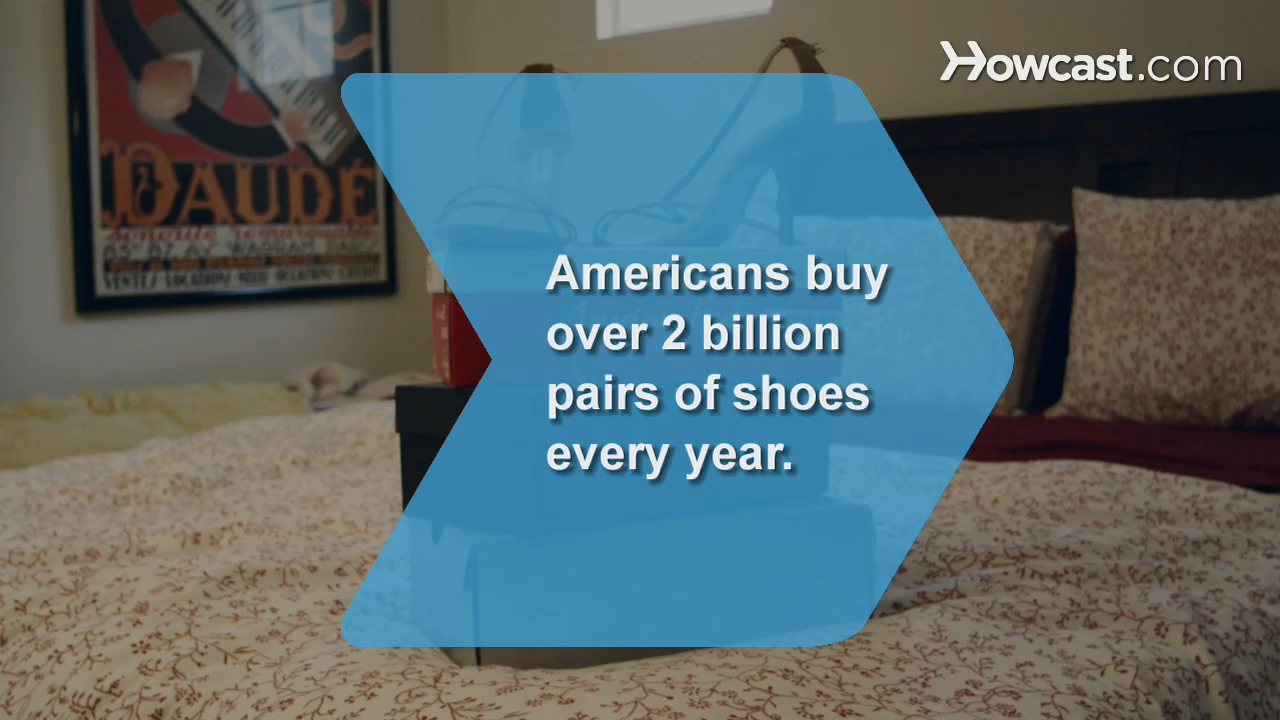 Howcast.com
DAUDÉ
Americans buy
over 2 billion
pairs of shoes
every year.